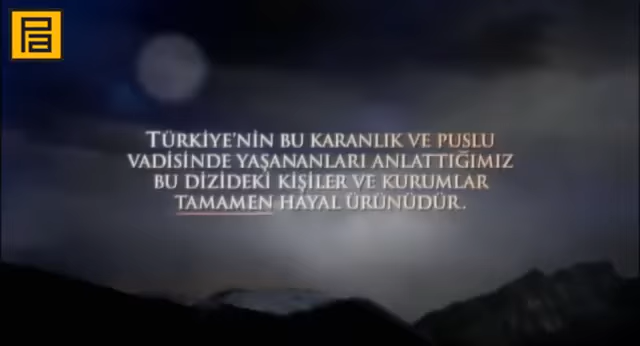 TÜRKİYE'NİN BU KARANLIK VE PUSLU
VADİSİNDE YAŞANANLARI ANLATTIĞIMIZ
BU DİZİDEKİ KİŞİLER VE KURUMLAR
TAMAMEN HAYAL ÜRÜNÜDÜR.